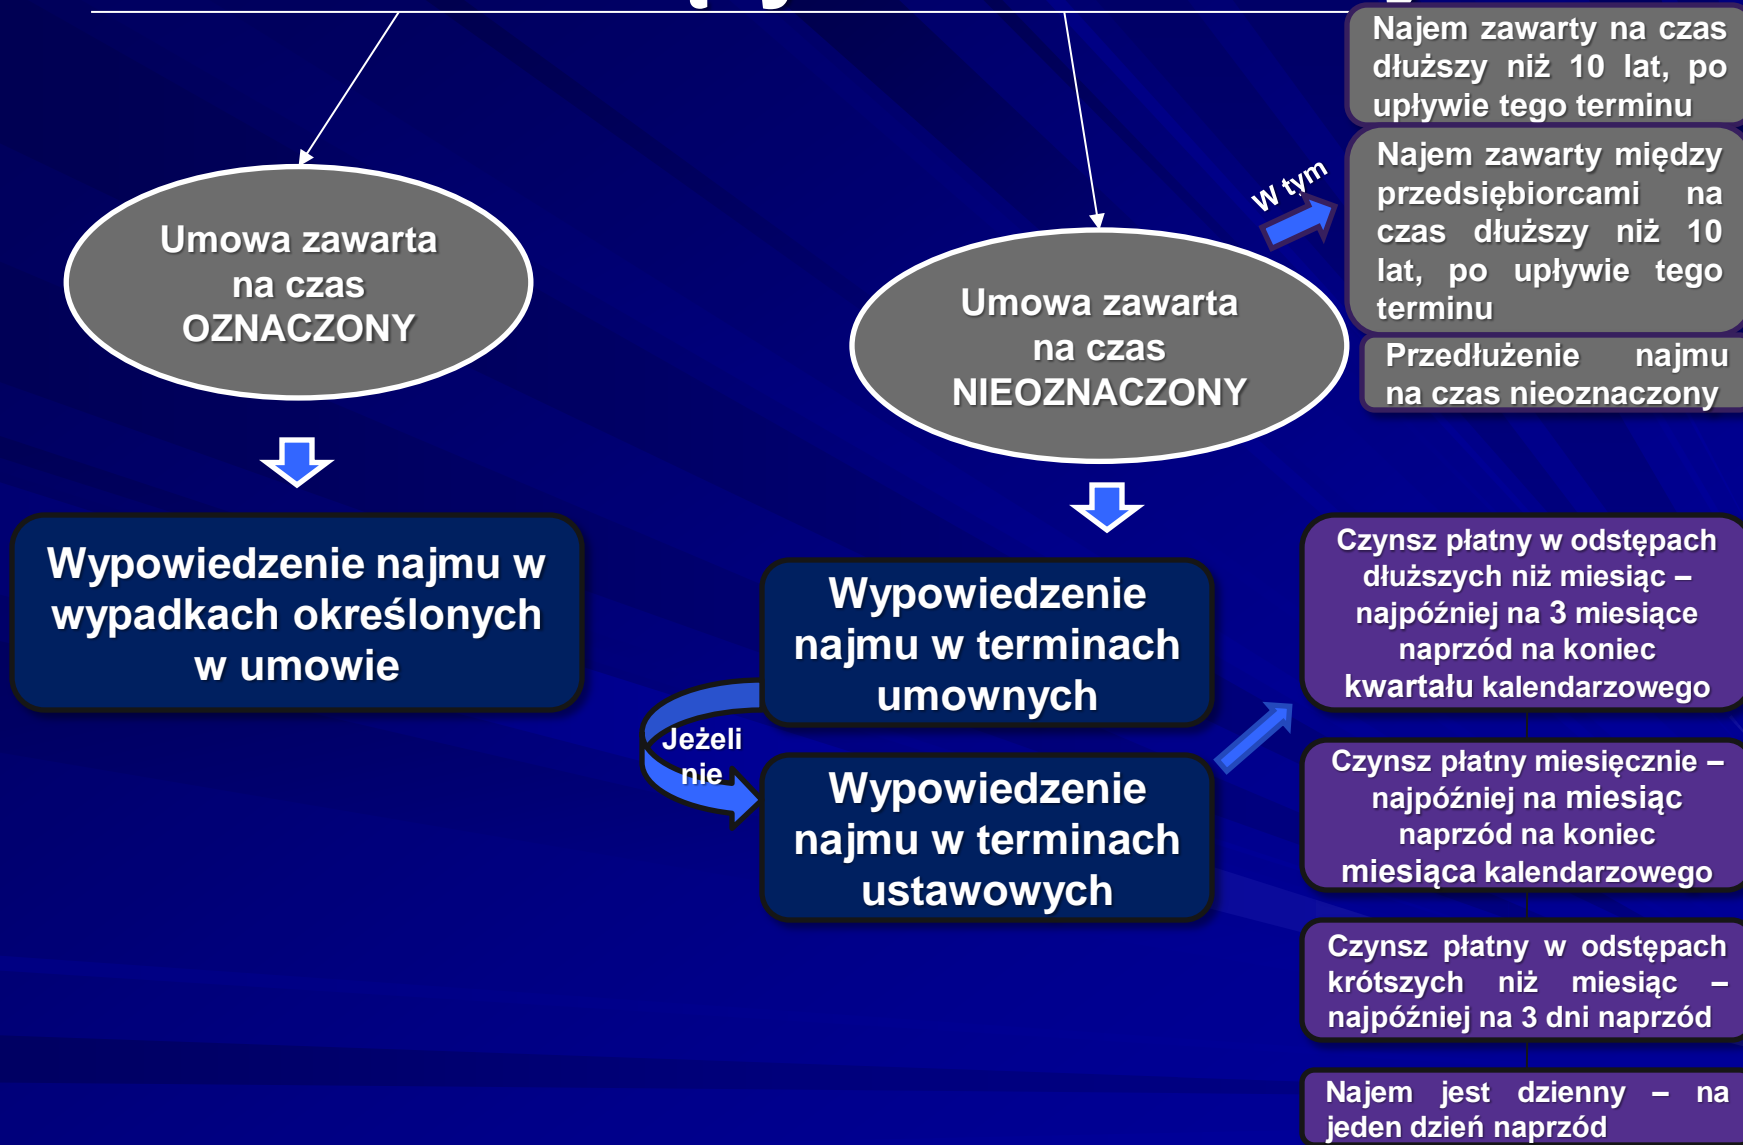 Umowa zawarta
na czas
OZNACZONY
Wypowiedzenie najmu w
wypadkach określonych
w umowie
Umowa zawarta
na czas
NIEOZNACZONY
W tym
Najem zawarty na czas
dłuższy niż 10 lat, po
upływie tego terminu
Najem zawarty między
przedsiębiorcami na
czas dłuższy niż 10
lat, po upływie tego
terminu
Przedłużenie najmu
na czas nieoznaczony
Wypowiedzenie
najmu w terminach
umownych
Jeżeli
nie
Wypowiedzenie
najmu w terminach
ustawowych
Czynsz płatny w odstępach
dłuższych niż miesiąc –
najpóźniej na 3 miesiące
naprzód na koniec
kwartału kalendarzowego
Czynsz płatny miesięcznie –
najpóźniej na miesiąc
naprzód na koniec
miesiąca kalendarzowego
Czynsz płatny w odstępach
krótszych niż miesiąc –
najpóźniej na 3 dni naprzód
Najem jest dzienny – na
jeden dzień naprzód